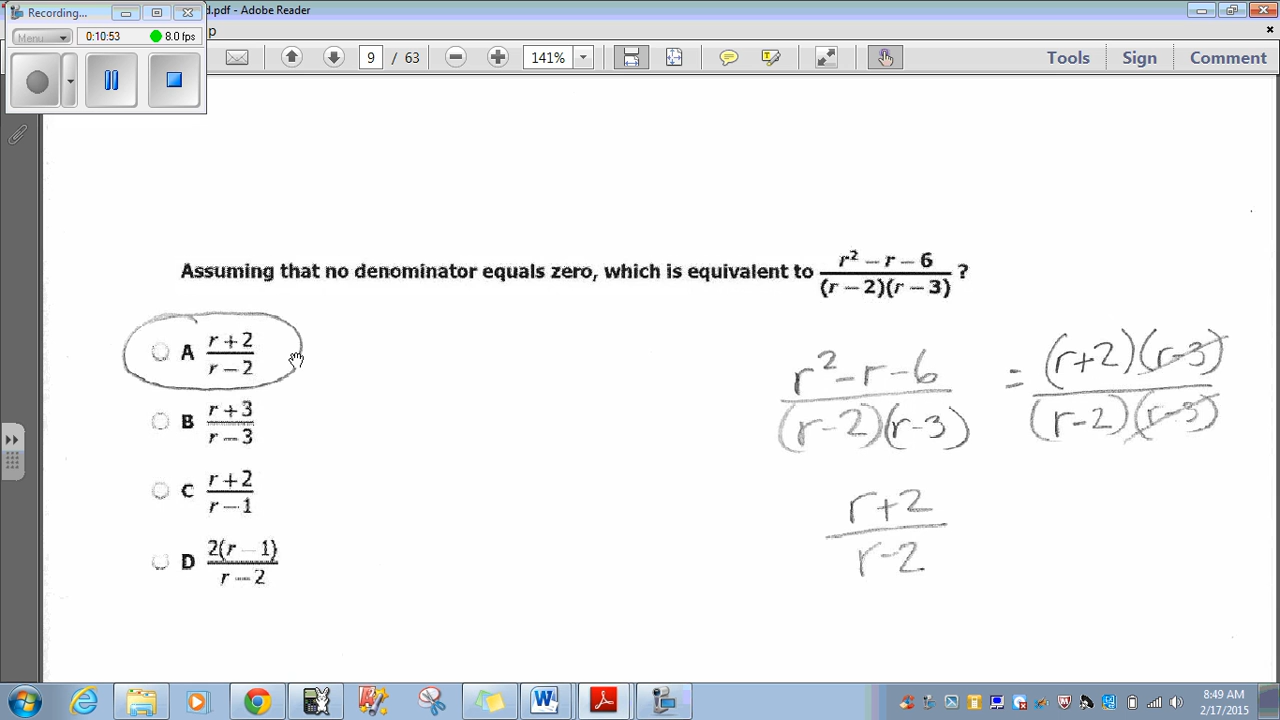 Recording...
d.pdf - Adobe Reader
Menu
0:10:53
8.0 fps
p
9 / 63
141%
Tools
Sign
Comment
Assuming that no denominator equals zero, which is equivalent to (r² − r − 6)/((r − 2)(r − 3)) ?
A (r + 2)/(r − 2)
B (r + 3)/(r − 3)
C (r + 2)/(r − 1)
D (2(r − 1))/(r − 2)
(r² − r − 6)/((r − 2)(r − 3)) = ((r+2)(r−3))/((r−2)(r−3))
(r+2)/(r−2)
8:49 AM
2/17/2015